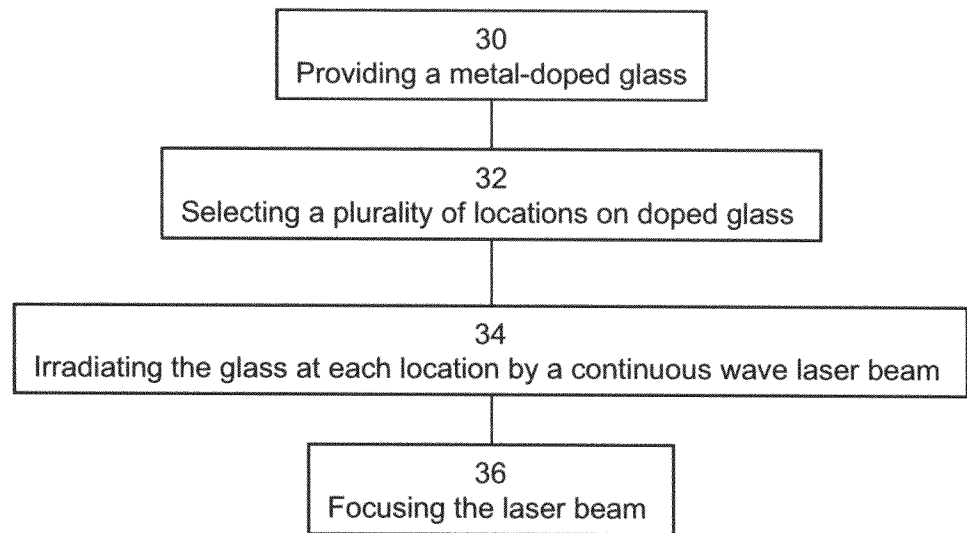 30
Providing a metal-doped glass
32
Selecting a plurality of locations on doped glass
34
Irradiating the glass at each location by a continuous wave laser beam
36
Focusing the laser beam